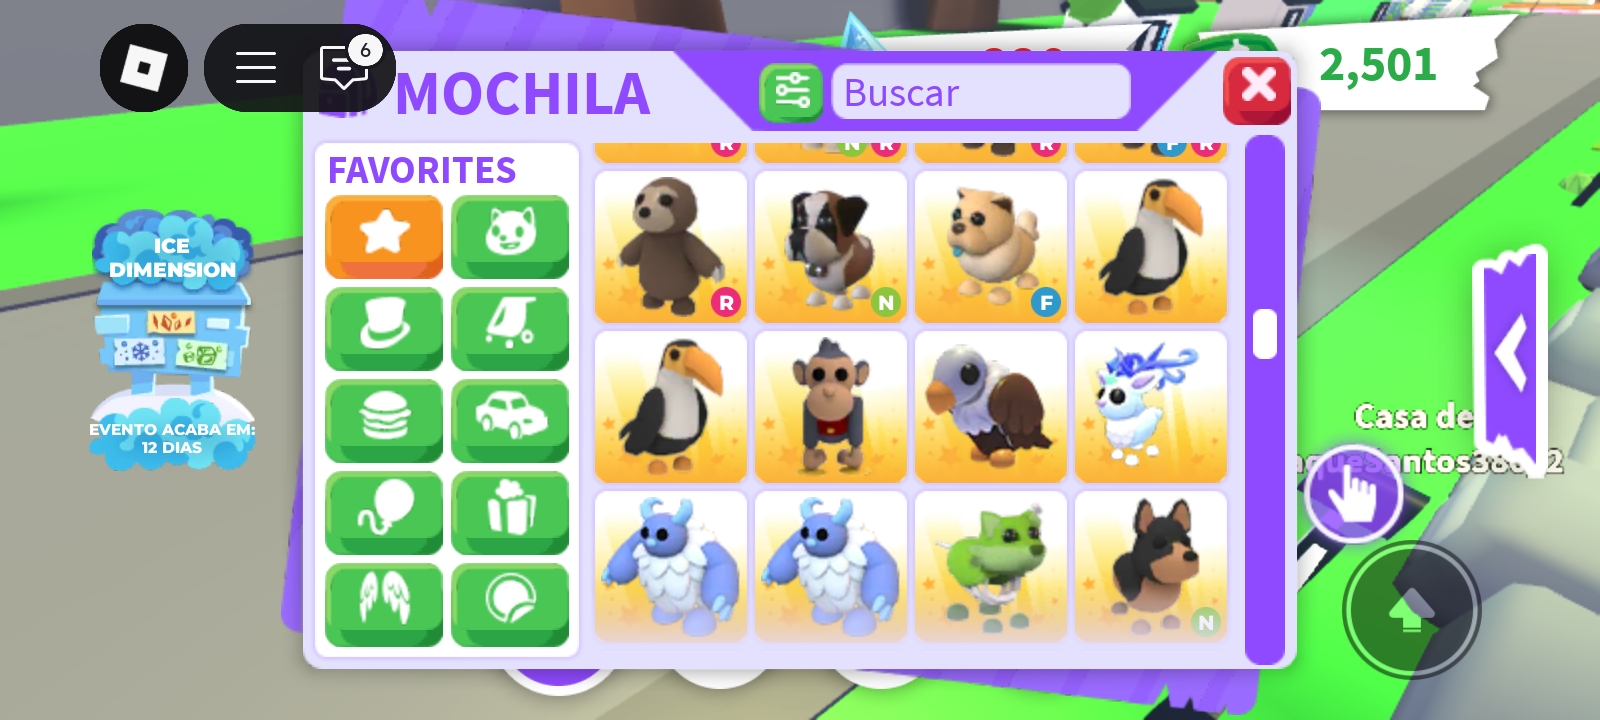 6
MOCHILA
Buscar
2,501
FAVORITES
R
N R
R
F R
ICE
DIMENSION
R
N
F
EVENTO ACABA EM:
12 DIAS
Casa de
N